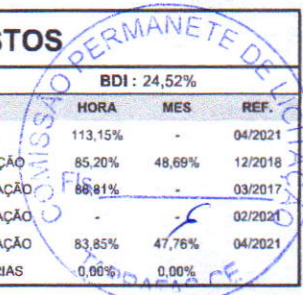 STOS
BDI : 24,52%
HORA MES REF.
113,15% - 04/2021
ÇÃO 85,20% 48,69% 12/2018
AÇÃO 88,81% - 03/2017
AÇÃO - - 02/2021
AÇÃO 83,85% 47,76% 04/2021
RIAS 0,00% 0,00%
COMISSÃO PERMANETE DE LICITAÇÃO
Fls.
TARRAFAS CE.